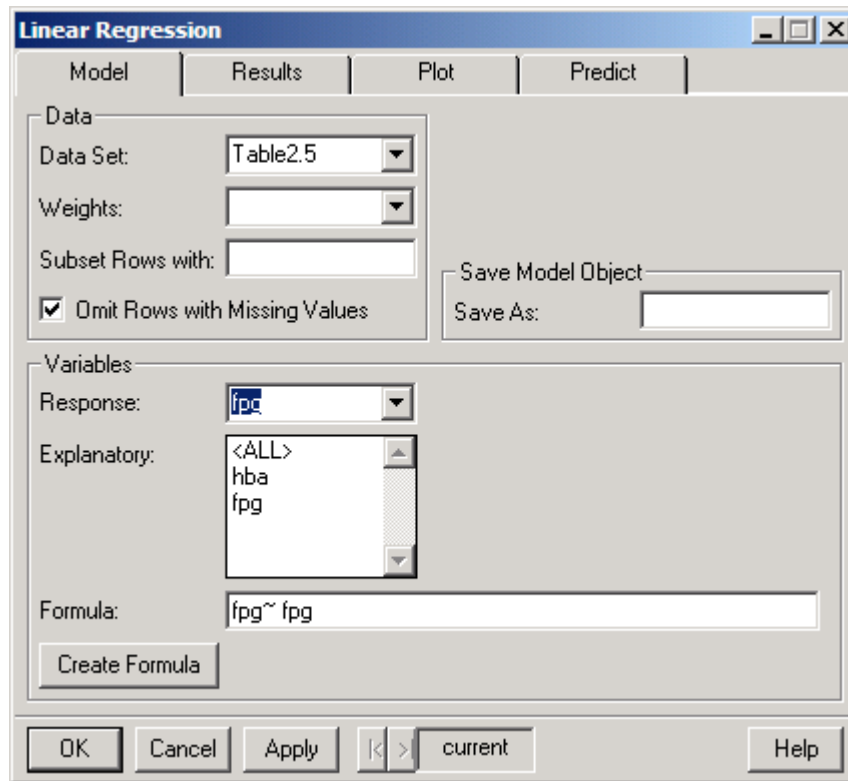 Linear Regression
Model Results Plot Predict
Data
Data Set: Table2.5
Weights:
Subset Rows with:
Omit Rows with Missing Values
Save Model Object
Save As:
Variables
Response: fpg
Explanatory: <ALL>
hba
fpg
Formula: fpg~ fpg
Create Formula
OK Cancel Apply |< >| current Help